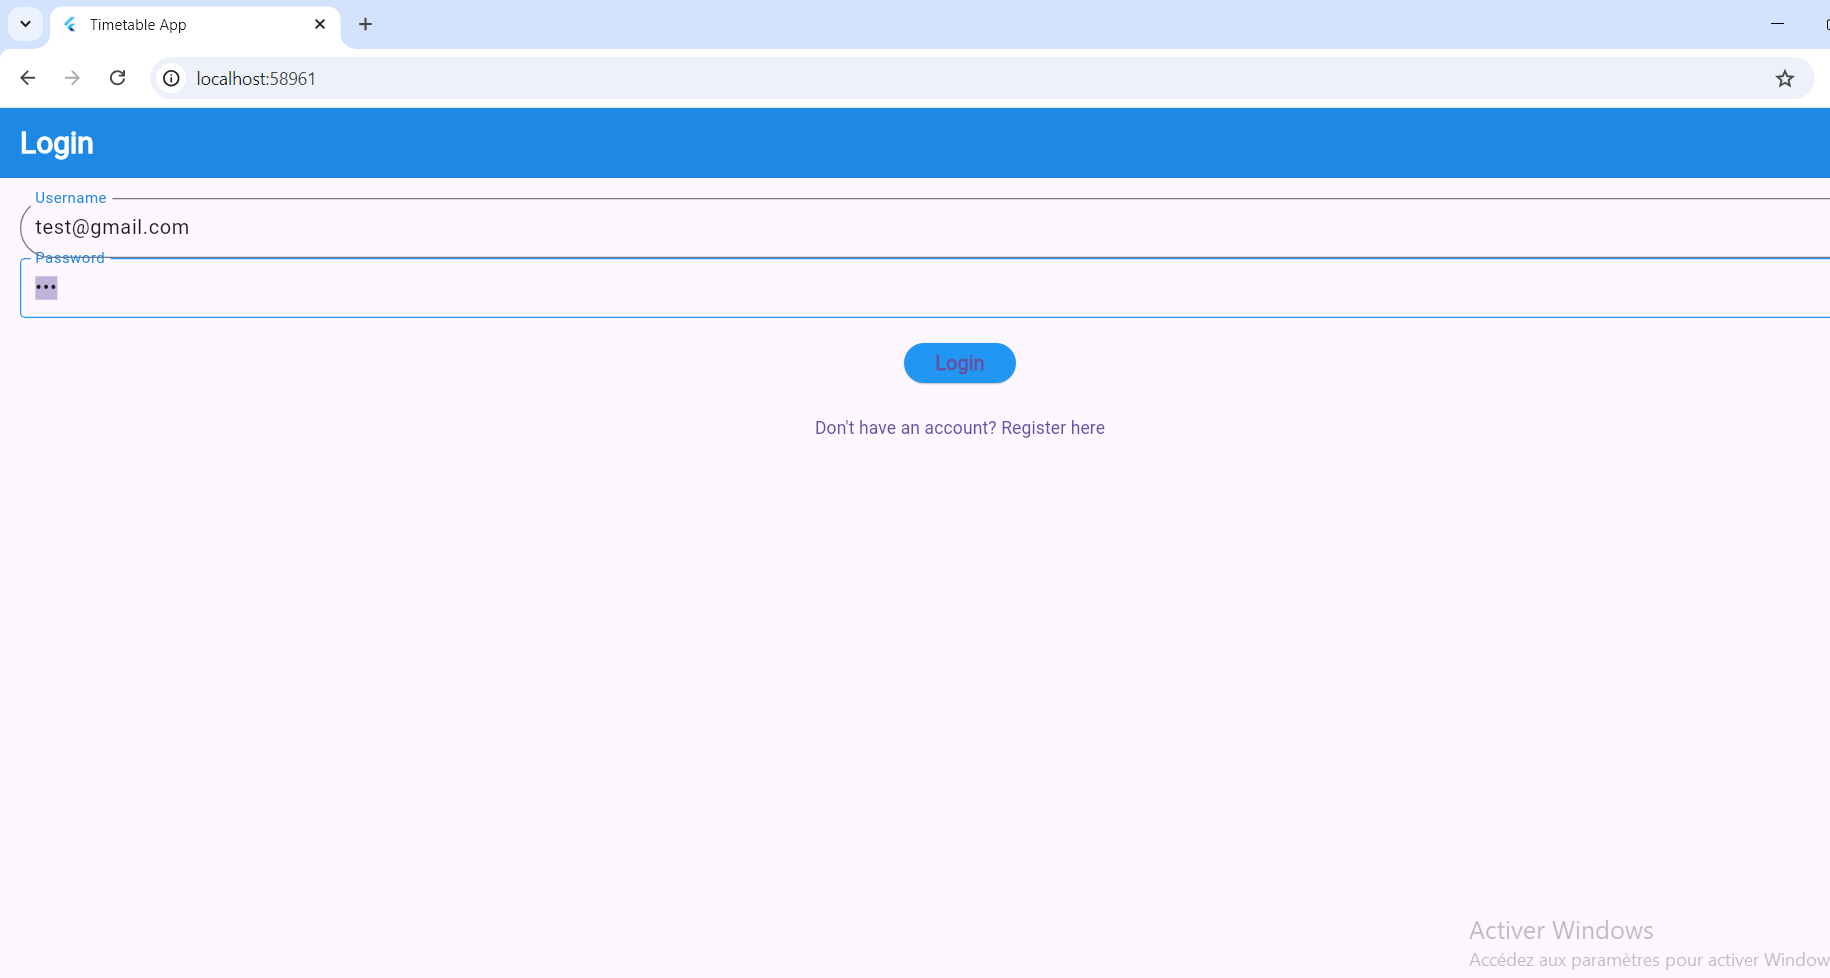 Timetable App
localhost:58961
Login
Username
test@gmail.com
Password
•••
Login
Don't have an account? Register here
Activer Windows
Accédez aux paramètres pour activer Window